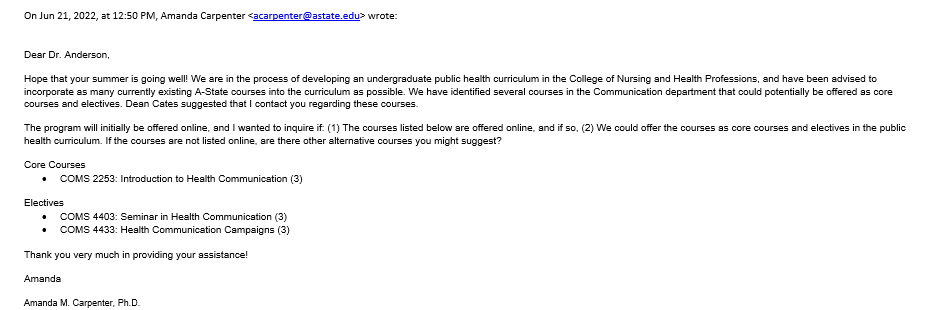 On Jun 21, 2022, at 12:50 PM, Amanda Carpenter <acarpenter@astate.edu> wrote:
Dear Dr. Anderson,
Hope that your summer is going well! We are in the process of developing an undergraduate public health curriculum in the College of Nursing and Health Professions, and have been advised to
incorporate as many currently existing A-State courses into the curriculum as possible. We have identified several courses in the Communication department that could potentially be offered as core
courses and electives. Dean Cates suggested that I contact you regarding these courses.
The program will initially be offered online, and I wanted to inquire if: (1) The courses listed below are offered online, and if so, (2) We could offer the courses as core courses and electives in the public
health curriculum. If the courses are not listed online, are there other alternative courses you might suggest?
Core Courses
• COMS 2253: Introduction to Health Communication (3)
Electives
• COMS 4403: Seminar in Health Communication (3)
• COMS 4433: Health Communication Campaigns (3)
Thank you very much in providing your assistance!
Amanda
Amanda M. Carpenter, Ph.D.